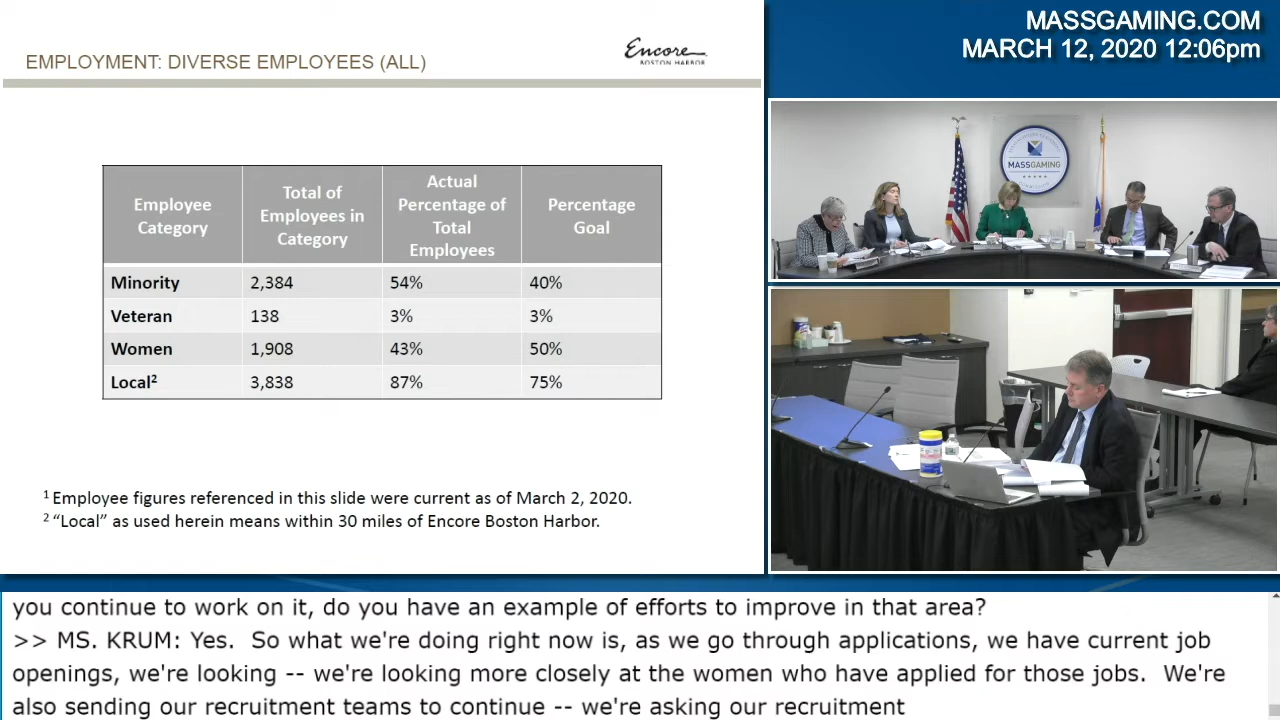 MASSGAMING.COM
MARCH 12, 2020 12:06pm
EMPLOYMENT: DIVERSE EMPLOYEES (ALL)
Encore
BOSTON HARBOR
Employee Category | Total of Employees in Category | Actual Percentage of Total Employees | Percentage Goal
Minority | 2,384 | 54% | 40%
Veteran | 138 | 3% | 3%
Women | 1,908 | 43% | 50%
Local² | 3,838 | 87% | 75%
¹ Employee figures referenced in this slide were current as of March 2, 2020.
² “Local” as used herein means within 30 miles of Encore Boston Harbor.
MASSGAMING
you continue to work on it, do you have an example of efforts to improve in that area?
>> MS. KRUM: Yes.  So what we're doing right now is, as we go through applications, we have current job
openings, we're looking -- we're looking more closely at the women who have applied for those jobs.  We're
also sending our recruitment teams to continue -- we're asking our recruitment